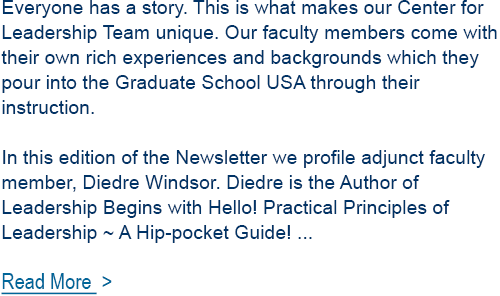 Everyone has a story. This is what makes our Center for
Leadership Team unique. Our faculty members come with
their own rich experiences and backgrounds which they
pour into the Graduate School USA through their
instruction.
In this edition of the Newsletter we profile adjunct faculty
member, Diedre Windsor. Diedre is the Author of
Leadership Begins with Hello! Practical Principles of
Leadership ~ A Hip-pocket Guide! ...
Read More >